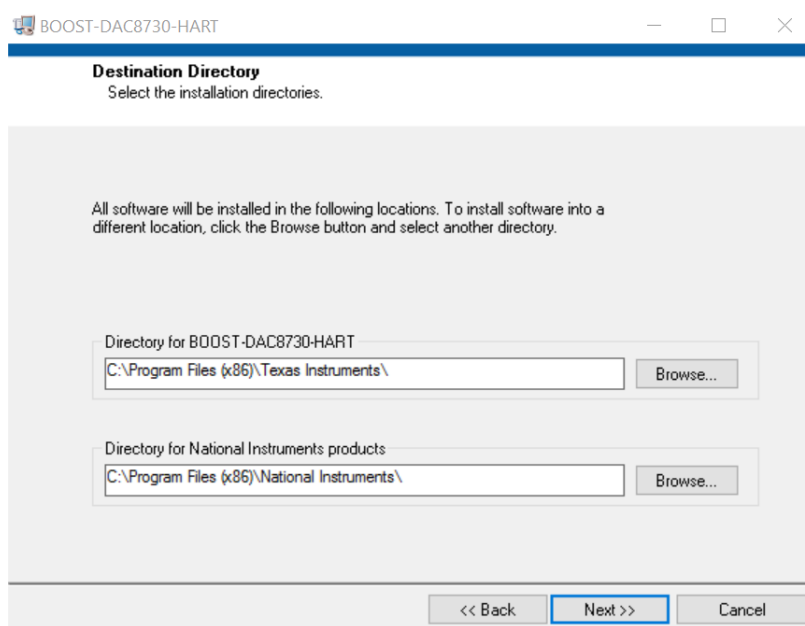 BOOST-DAC8730-HART
Destination Directory
Select the installation directories.
All software will be installed in the following locations. To install software into a
different location, click the Browse button and select another directory.
Directory for BOOST-DAC8730-HART
C:\Program Files (x86)\Texas Instruments\
Browse...
Directory for National Instruments products
C:\Program Files (x86)\National Instruments\
Browse...
<< Back
Next >>
Cancel